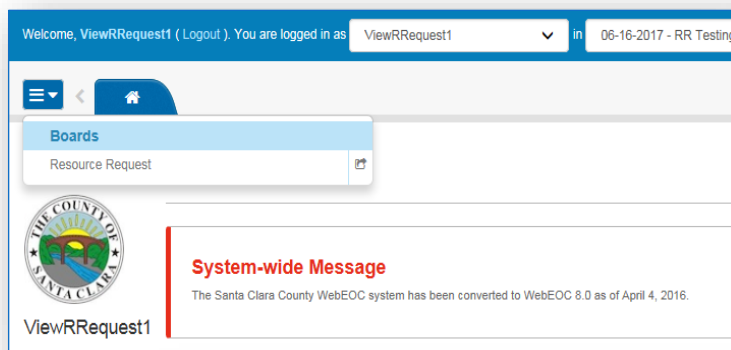 Welcome, ViewRRequest1 ( Logout ). You are logged in as ViewRRequest1 in 06-16-2017 - RR Testing
Boards
Resource Request
THE COUNTY OF SANTA CLARA
System-wide Message
The Santa Clara County WebEOC system has been converted to WebEOC 8.0 as of April 4, 2016.
ViewRRequest1